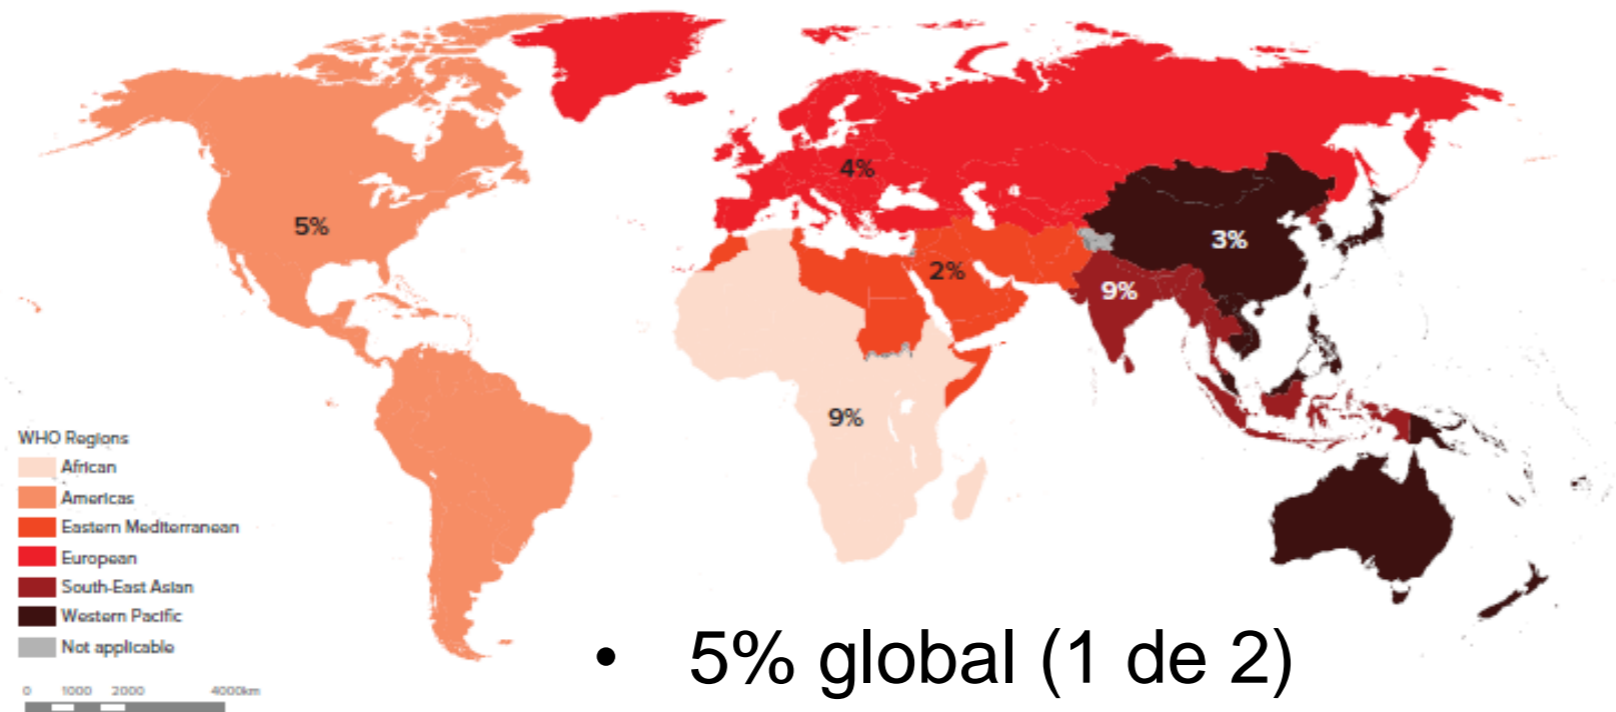 4%
5%
3%
2%
9%
9%
WHO Regions
African
Americas
Eastern Mediterranean
European
South-East Asian
Western Pacific
Not applicable
0 1000 2000 4000km
• 5% global (1 de 2)